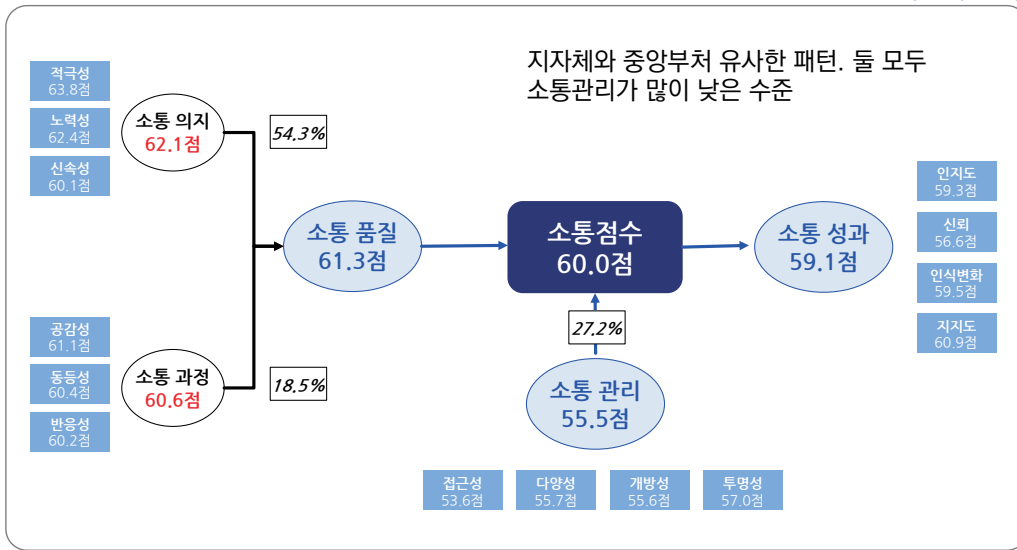 지자체와 중앙부처 유사한 패턴. 둘 모두
소통관리가 많이 낮은 수준
적극성
63.8점
노력성
62.4점
신속성
60.1점
소통 의지
62.1점
54.3%
소통 품질
61.3점
소통점수
60.0점
소통 성과
59.1점
인지도
59.3점
신뢰
56.6점
인식변화
59.5점
지지도
60.9점
공감성
61.1점
동등성
60.4점
반응성
60.2점
소통 과정
60.6점
18.5%
27.2%
소통 관리
55.5점
접근성
53.6점
다양성
55.7점
개방성
55.6점
투명성
57.0점